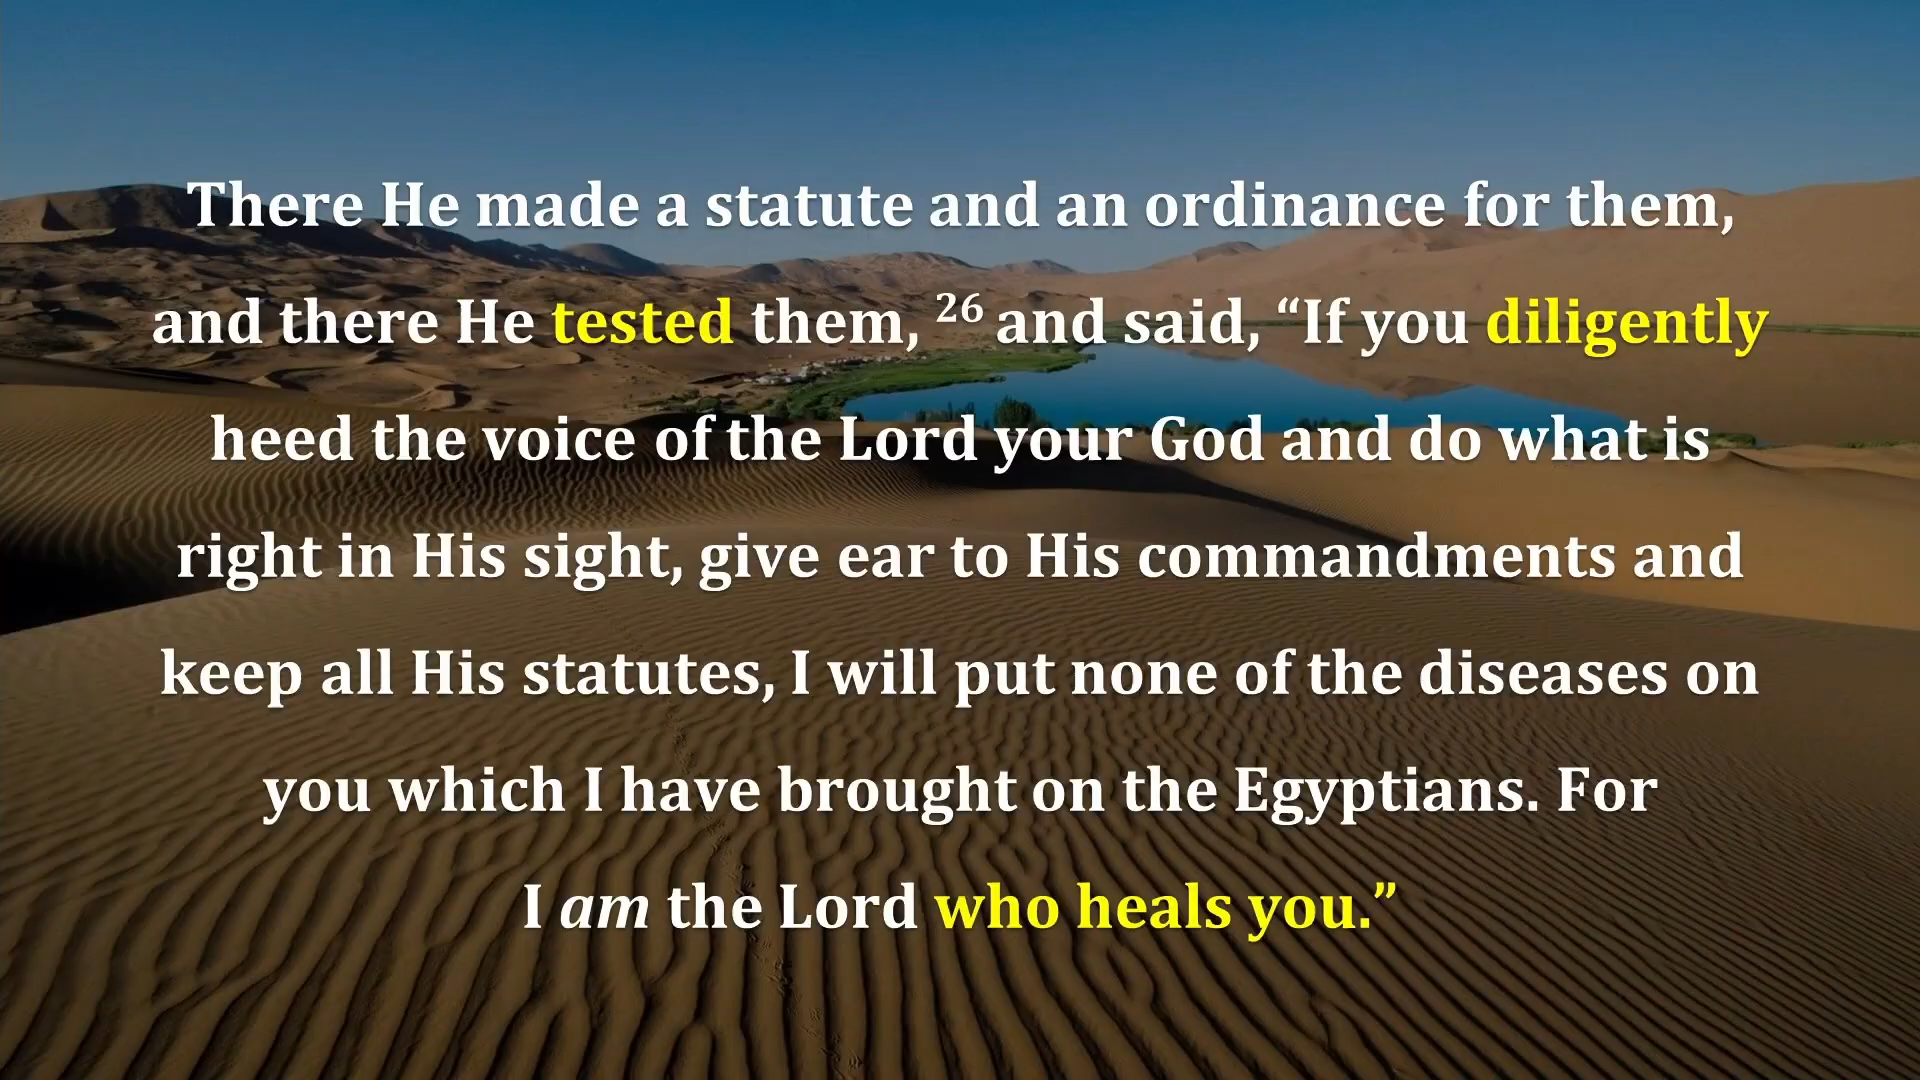 There He made a statute and an ordinance for them,
and there He tested them, 26 and said, “If you diligently
heed the voice of the Lord your God and do what is
right in His sight, give ear to His commandments and
keep all His statutes, I will put none of the diseases on
you which I have brought on the Egyptians. For
I am the Lord who heals you.”